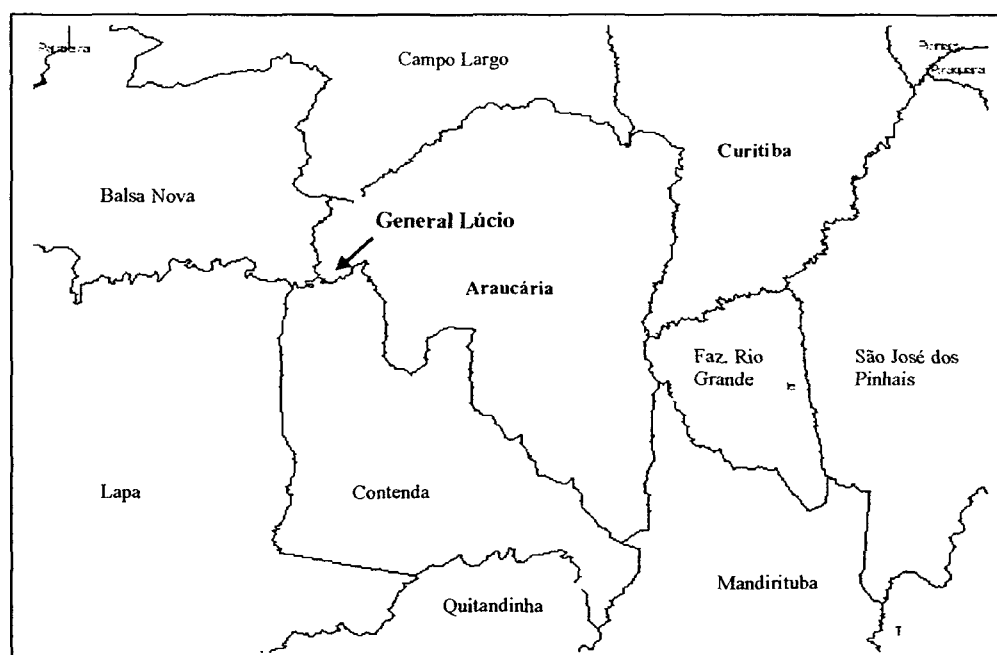 Campo Largo
Piraquara
Curitiba
Balsa Nova
General Lúcio
Araucária
Faz. Rio
Grande
São José dos
Pinhais
Lapa
Contenda
Mandirituba
Quitandinha
T